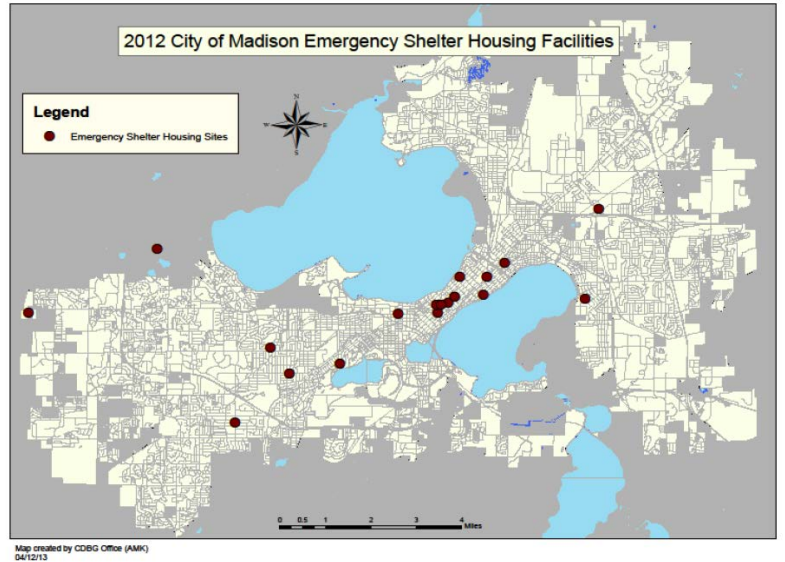 2012 City of Madison Emergency Shelter Housing Facilities
N
W E
S
Legend
Emergency Shelter Housing Sites
0 0.5 1 2 3 4
Miles
Map created by CDBG Office (AMK)
04/12/13